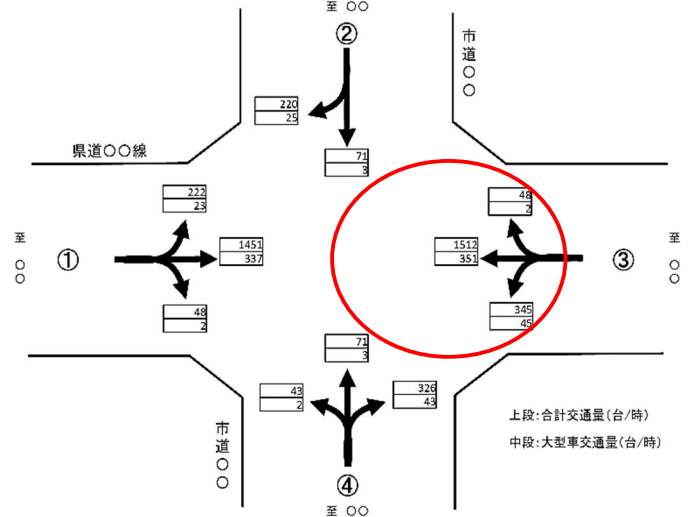 至 ○○
②
市道○○
220
25
県道○○線
71
3
222
23
48
2
至 ○○
①
1451
337
1512
351
③
至 ○○
48
2
345
45
71
3
43
2
326
43
上段:合計交通量(台/時)
市道○○
中段:大型車交通量(台/時)
④
至 ○○